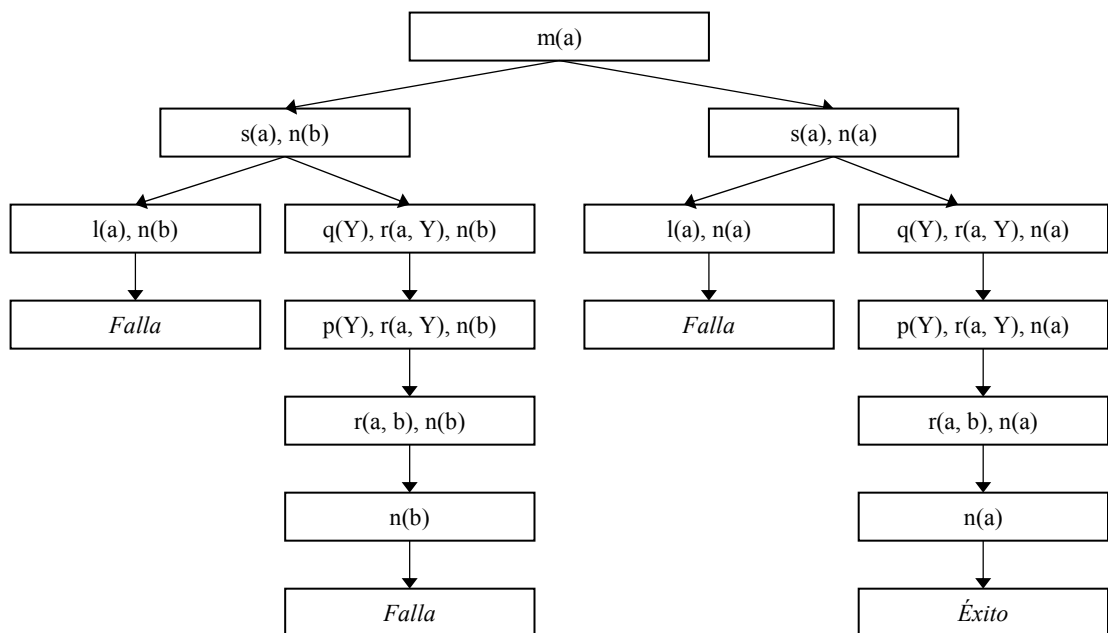 m(a)
s(a), n(b)
s(a), n(a)
l(a), n(b)
q(Y), r(a, Y), n(b)
l(a), n(a)
q(Y), r(a, Y), n(a)
Falla
p(Y), r(a, Y), n(b)
Falla
p(Y), r(a, Y), n(a)
r(a, b), n(b)
r(a, b), n(a)
n(b)
n(a)
Falla
Éxito